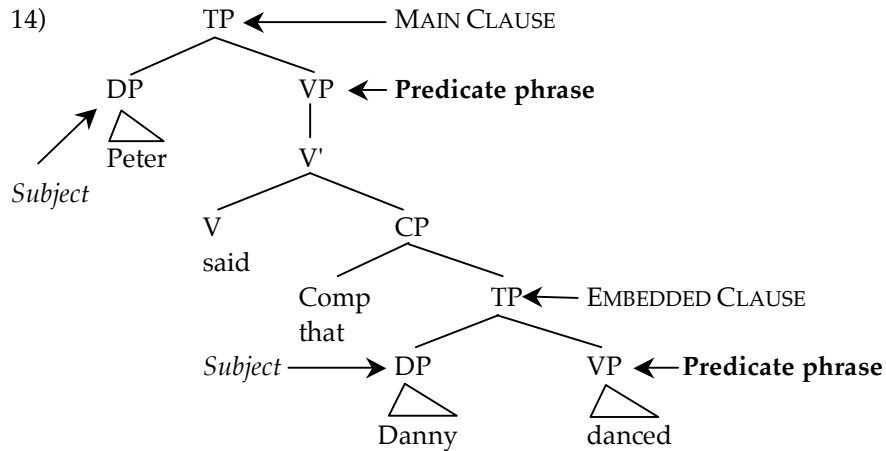 14) TP MAIN CLAUSE
DP VP Predicate phrase
Peter V'
Subject
V CP
said
Comp TP EMBEDDED CLAUSE
that
Subject DP VP Predicate phrase
Danny danced